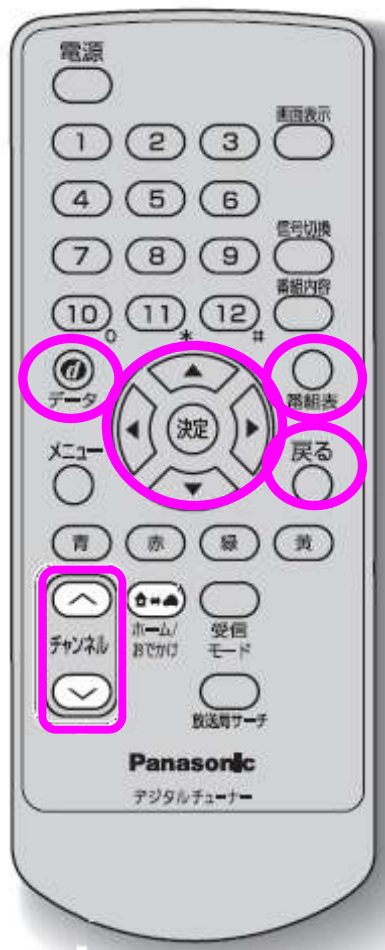 電源
画面表示
1 2 3
4 5 6
信号切換
7 8 9
番組内容
10 11 12
0 * #
d
データ
番組表
決定
メニュー
戻る
青 赤 緑 黄
チャンネル
ホーム/
おでかけ
受信
モード
放送局サーチ
Panasonic
デジタルチューナー